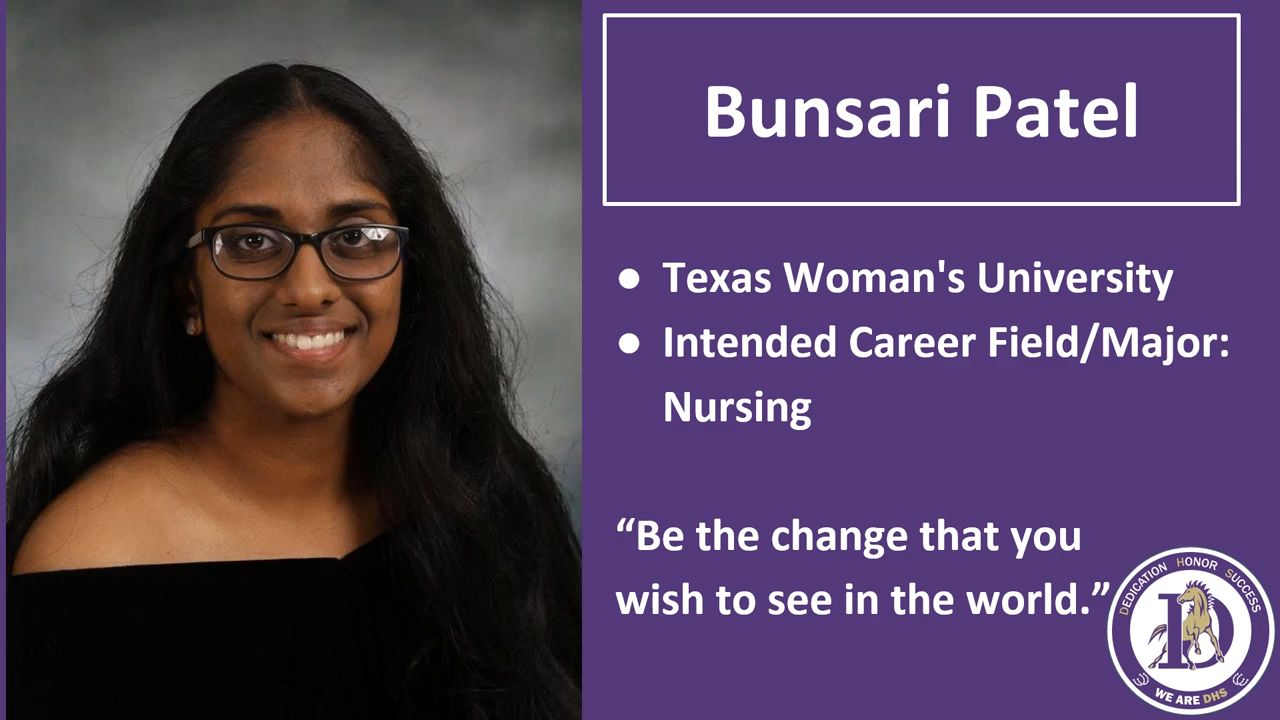 Bunsari Patel
● Texas Woman's University
● Intended Career Field/Major:
Nursing
“Be the change that you
wish to see in the world.”
DEDICATION HONOR SUCCESS
D
WE ARE DHS